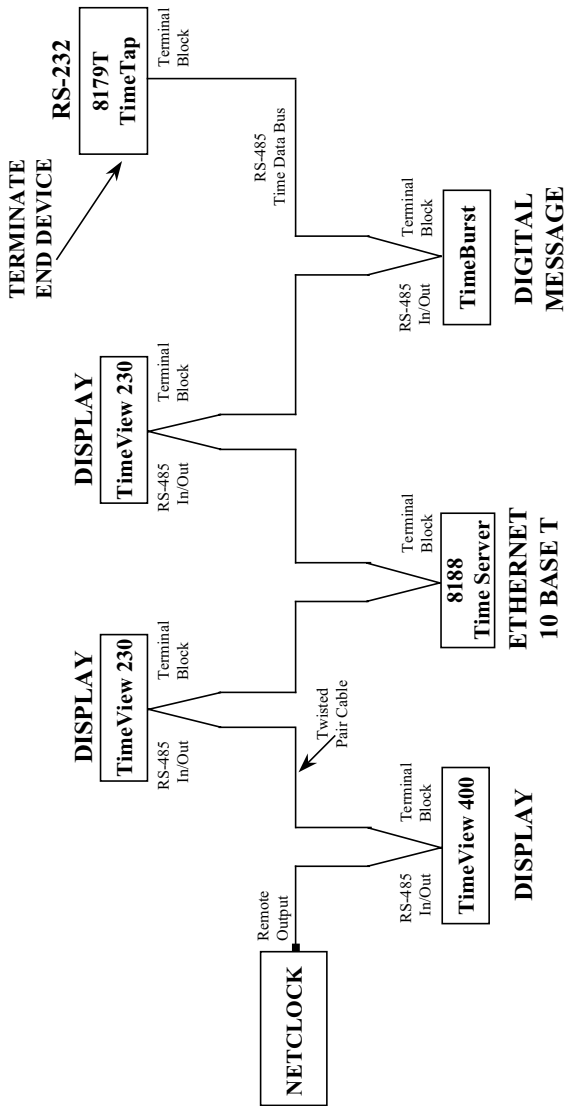 NETCLOCK
Remote
Output
RS-485
In/Out
Terminal
Block
TimeView 400
DISPLAY
Twisted
Pair Cable
DISPLAY
TimeView 230
RS-485
In/Out
Terminal
Block
Terminal
Block
8188
Time Server
ETHERNET
10 BASE T
DISPLAY
TimeView 230
RS-485
In/Out
Terminal
Block
RS-485
In/Out
Terminal
Block
TimeBurst
DIGITAL
MESSAGE
RS-485
Time Data Bus
TERMINATE
END DEVICE
RS-232
8179T
TimeTap
Terminal
Block